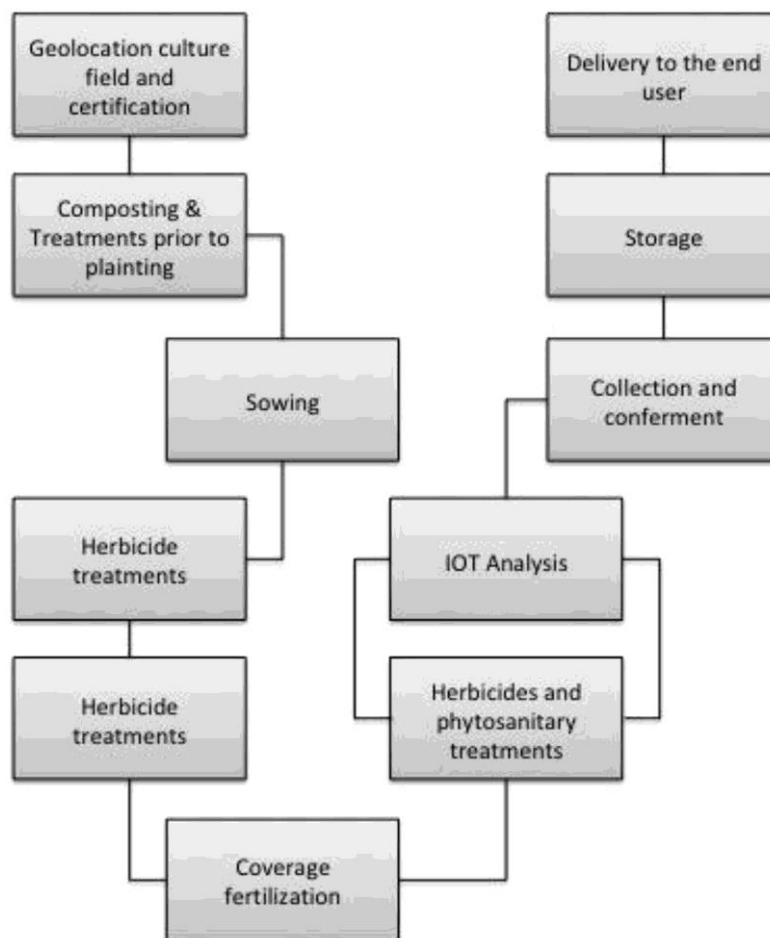 Geolocation culture
field and
certification
Composting &
Treatments prior to
plainting
Sowing
Herbicide
treatments
Herbicide
treatments
Coverage
fertilization
Herbicides and
phytosanitary
treatments
IOT Analysis
Collection and
conferment
Storage
Delivery to the end
user